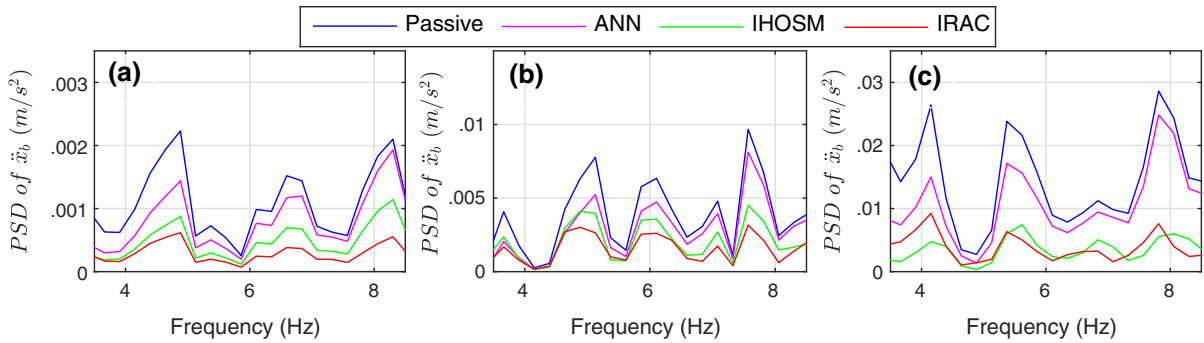 Passive ANN IHOSM IRAC
(a)
PSD of ẍ_b (m/s²)
.003
.002
.001
0
4 6 8
Frequency (Hz)
(b)
PSD of ẍ_b (m/s²)
.01
.005
0
4 6 8
Frequency (Hz)
(c)
PSD of ẍ_b (m/s²)
.03
.02
.01
0
4 6 8
Frequency (Hz)